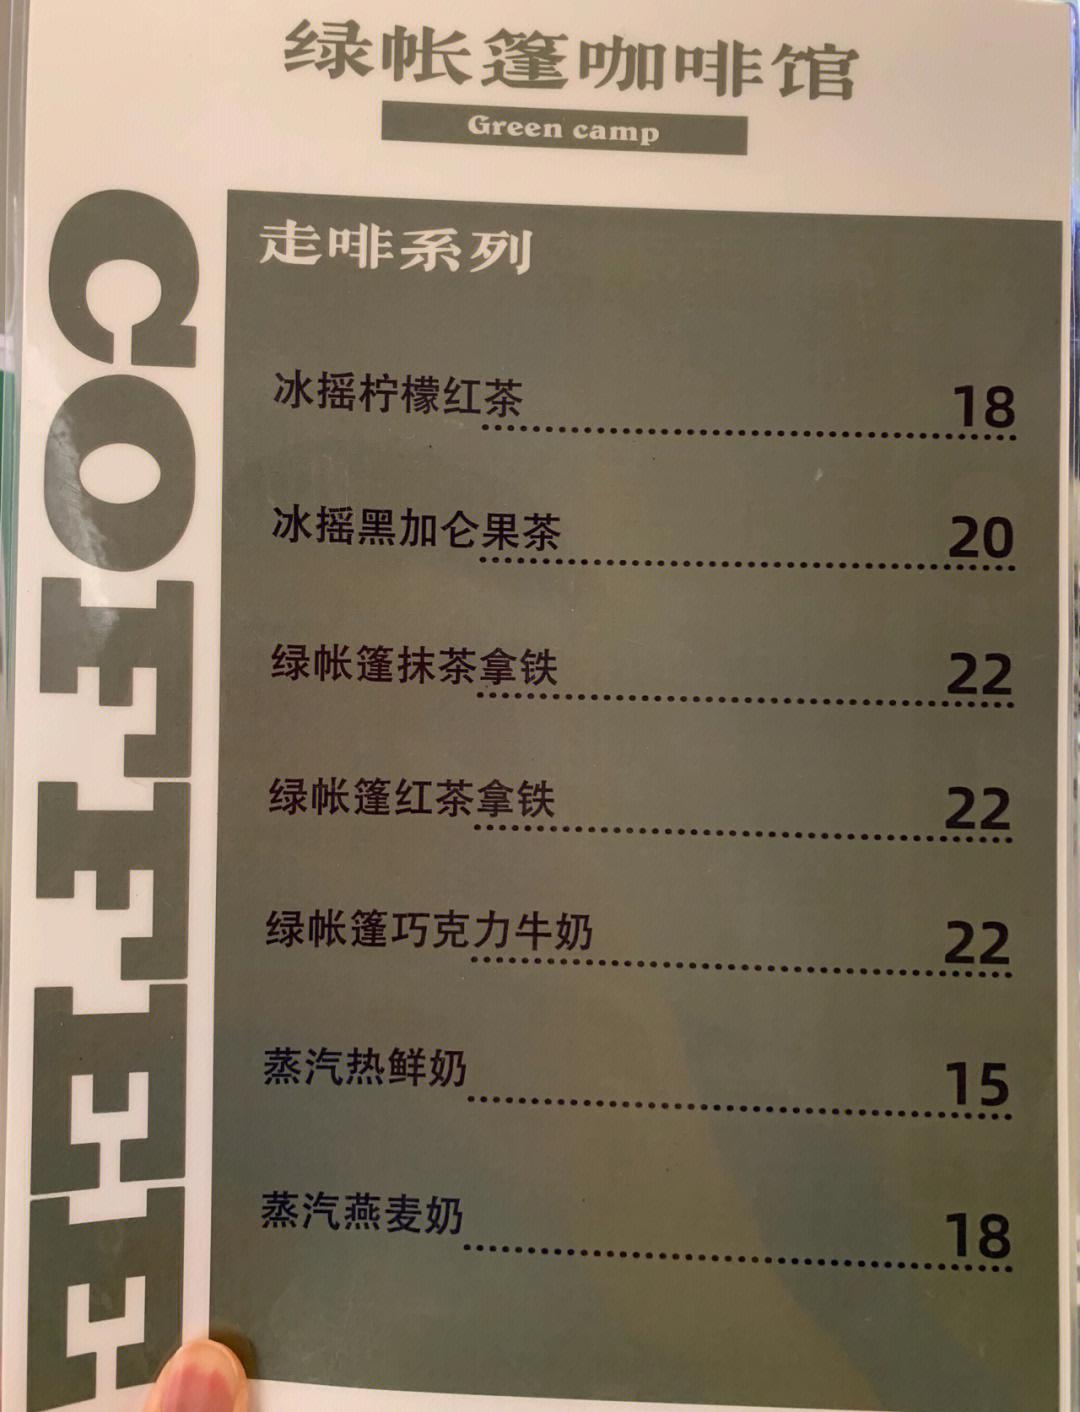 绿帐篷咖啡馆
Green camp
COFFEE
走啡系列
冰摇柠檬红茶 18
冰摇黑加仑果茶 20
绿帐篷抹茶拿铁 22
绿帐篷红茶拿铁 22
绿帐篷巧克力牛奶 22
蒸汽热鲜奶 15
蒸汽燕麦奶 18